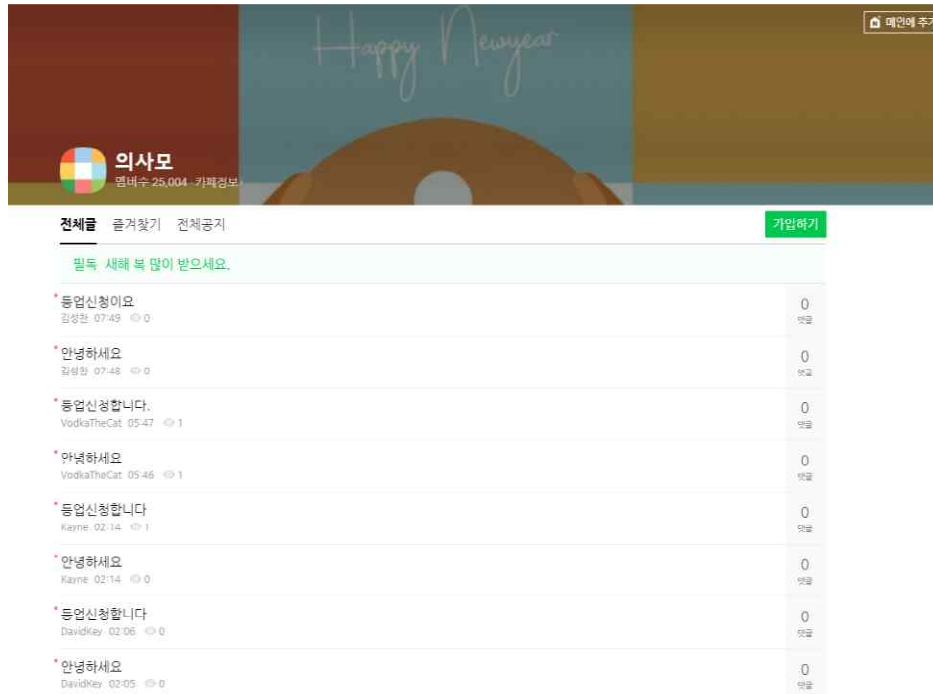 Happy Newyear
메인에 추가
의사모
멤버수 25,004 · 카페정보
전체글 즐겨찾기 전체공지
가입하기
필독 새해 복 많이 받으세요.
등업신청이요
0
김성찬 07:49 0
댓글
안녕하세요
0
김성찬 07:48 0
댓글
등업신청합니다.
0
VodkaTheCat 05:47 1
댓글
안녕하세요
0
VodkaTheCat 05:46 1
댓글
등업신청합니다
0
Kayne 02:14 1
댓글
안녕하세요
0
Kayne 02:14 0
댓글
등업신청합니다
0
DavidKey 02:06 0
댓글
안녕하세요
0
DavidKey 02:05 0
댓글